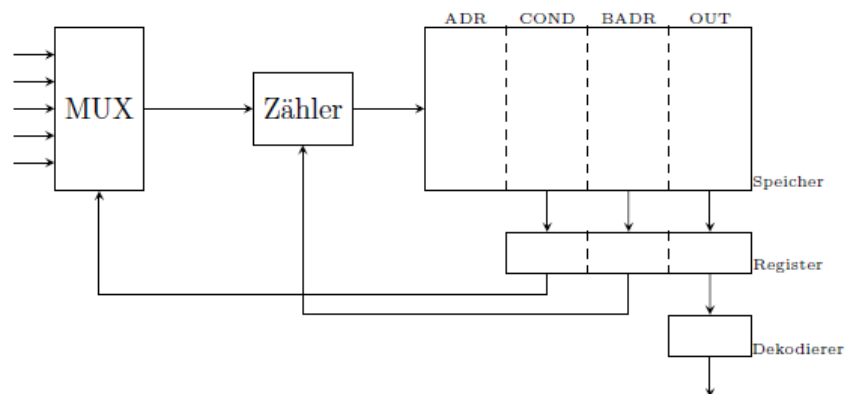 ADR COND BADR OUT
MUX
Zähler
Speicher
Register
Dekodierer